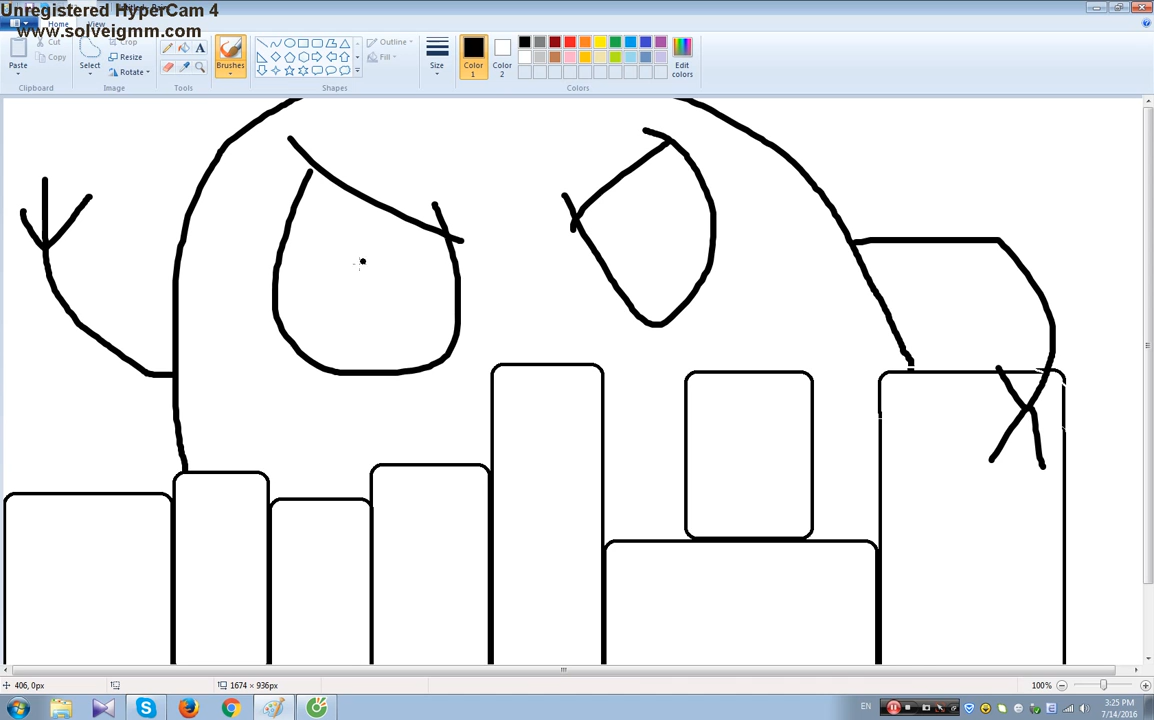 Unregistered HyperCam 4
www.solveigmm.com
Home
View
Paste
Cut
Copy
Clipboard
Select
Crop
Resize
Rotate
Image
Tools
Brushes
Outline
Fill
Shapes
Size
Color 1
Color 2
Edit colors
Colors
406, 0px
1674 × 936px
100%
EN
3:25 PM
7/14/2016